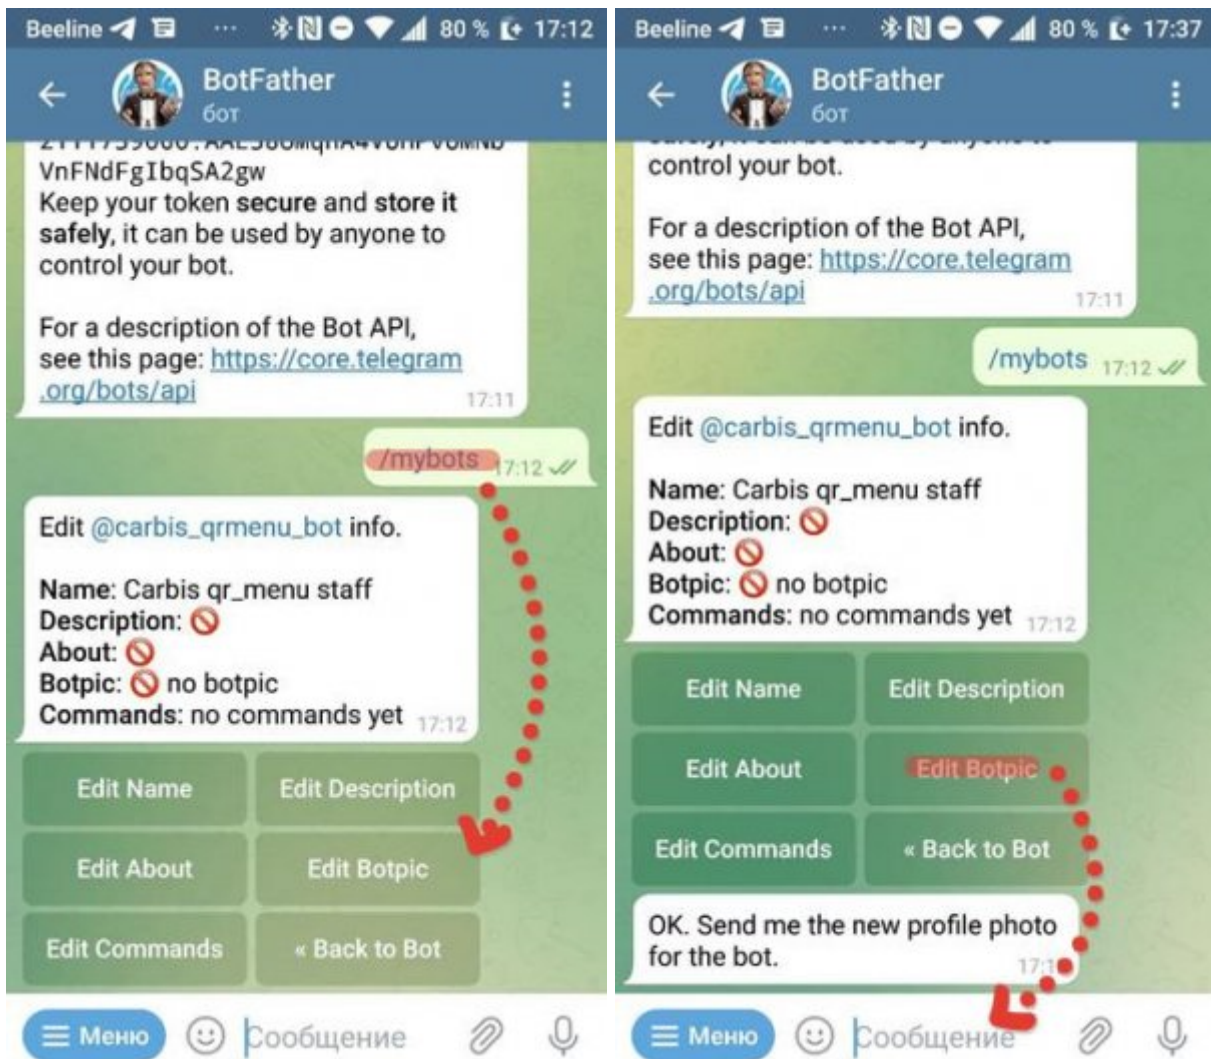 Beeline ... 80 % 17:12
BotFather
бот
VnFNdFgIbqSA2gw
Keep your token secure and store it
safely, it can be used by anyone to
control your bot.
For a description of the Bot API,
see this page: https://core.telegram
.org/bots/api
17:11
/mybots 17:12
Edit @carbis_qrmenu_bot info.
Name: Carbis qr_menu staff
Description:
About:
Botpic: no botpic
Commands: no commands yet 17:12
Edit Name Edit Description
Edit About Edit Botpic
Edit Commands « Back to Bot
Меню Сообщение
Beeline ... 80 % 17:37
BotFather
бот
control your bot.
For a description of the Bot API,
see this page: https://core.telegram
.org/bots/api
17:11
/mybots 17:12
Edit @carbis_qrmenu_bot info.
Name: Carbis qr_menu staff
Description:
About:
Botpic: no botpic
Commands: no commands yet 17:12
Edit Name Edit Description
Edit About Edit Botpic
Edit Commands « Back to Bot
OK. Send me the new profile photo
for the bot.
Меню Сообщение